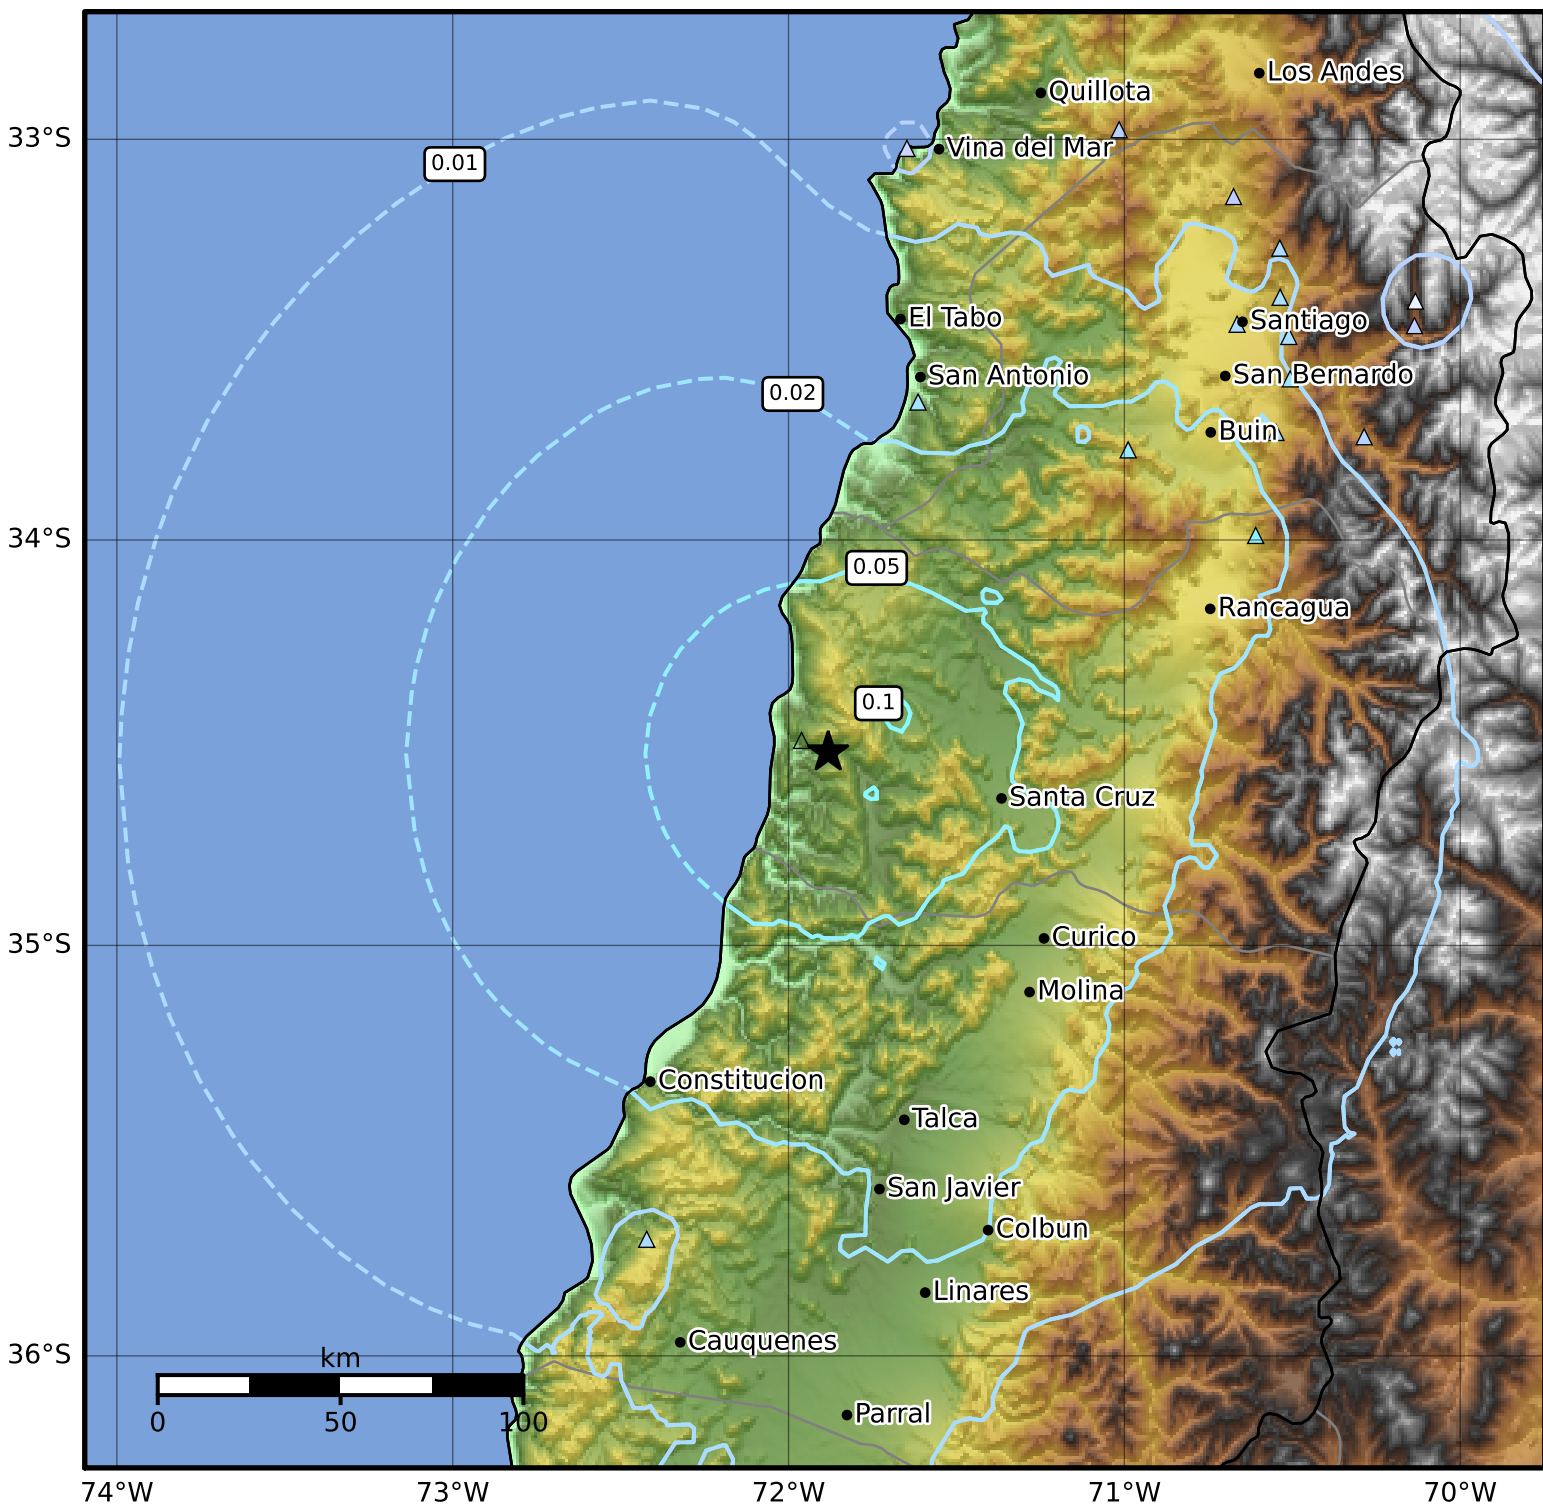 Los Andes
Quillota
33°S
Vina del Mar
0.01
El Tabo
Santiago
San Antonio
San Bernardo
0.02
Buin
34°S
0.05
Rancagua
0.1
Santa Cruz
35°S
Curico
Molina
Constitucion
Talca
San Javier
Colbun
Linares
Cauquenes
36°S
km
0 50 100
Parral
74°W 73°W 72°W 71°W 70°W